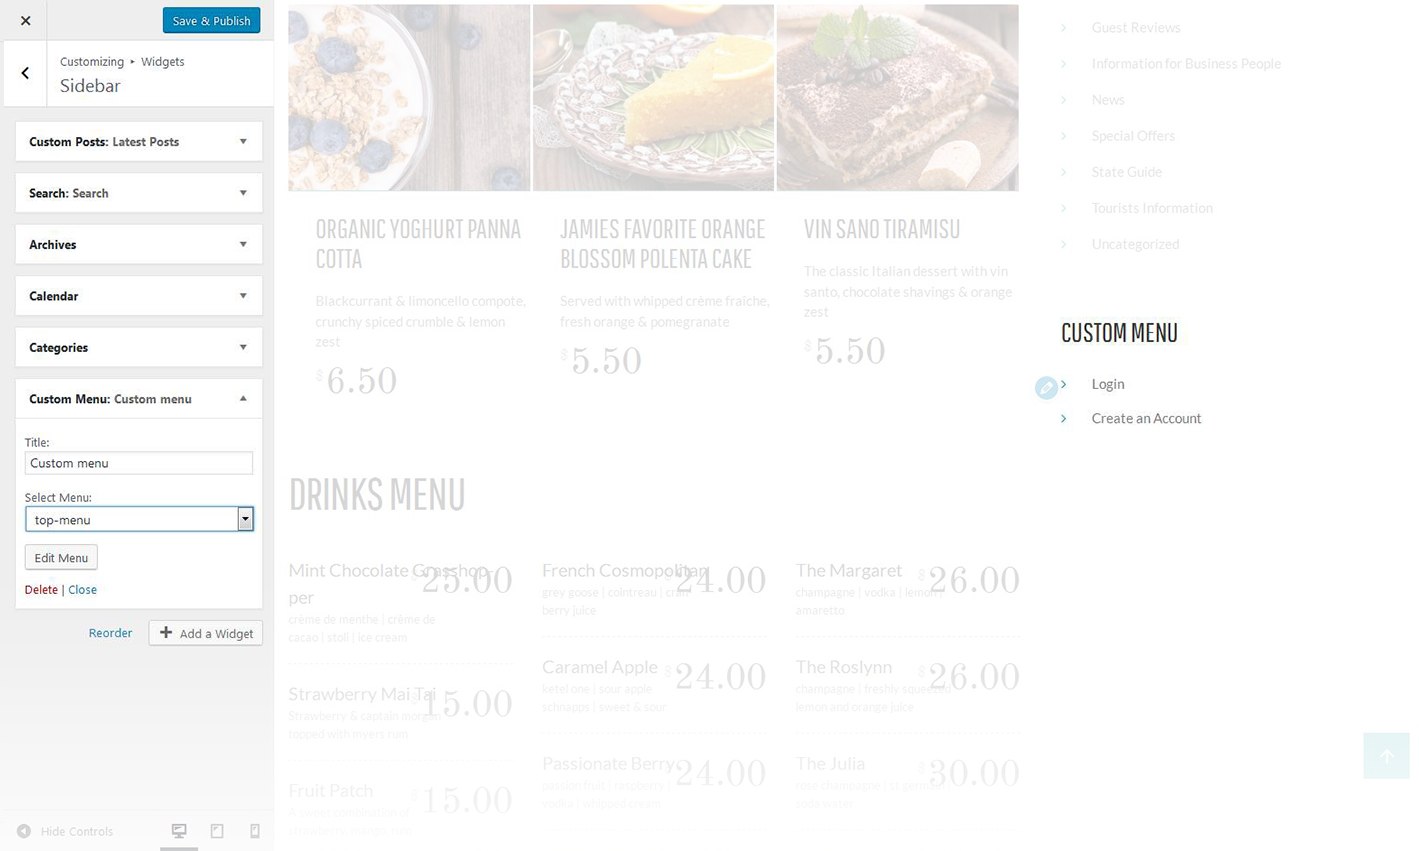 Save & Publish
Customizing ▸ Widgets
Sidebar
Custom Posts: Latest Posts
Search: Search
Archives
Calendar
Categories
Custom Menu: Custom menu
Title:
Custom menu
Select Menu:
top-menu
Edit Menu
Delete | Close
Reorder
Add a Widget
Hide Controls
ORGANIC YOGHURT PANNA
COTTA
Blackcurrant & limoncello compote,
crunchy spiced crumble & lemon
zest
$6.50
JAMIES FAVORITE ORANGE
BLOSSOM POLENTA CAKE
Served with whipped crème fraîche,
fresh orange & pomegranate
$5.50
VIN SANO TIRAMISU
The classic Italian dessert with vin
santo, chocolate shavings & orange
zest
$5.50
DRINKS MENU
Mint Chocolate Grasshop-
per
$25.00
crème de menthe | crème de
cacao | stoli | ice cream
Strawberry Mai Tai
$15.00
Strawberry & captain morgan
topped with myers rum
Fruit Patch
$15.00
A sweet combination of
French Cosmopolitan
$24.00
grey goose | cointreau | cran-
berry juice
Caramel Apple
$24.00
ketel one | sour apple
schnapps | sweet & sour
Passionate Berry
$24.00
passion fruit | raspberry |
vodka | whipped cream
The Margaret
$26.00
champagne | vodka | lemon |
amaretto
The Roslynn
$26.00
champagne | freshly squeezed
lemon and orange juice
The Julia
$30.00
rose champagne | st germain |
soda water
Guest Reviews
Information for Business People
News
Special Offers
State Guide
Tourists Information
Uncategorized
CUSTOM MENU
Login
Create an Account